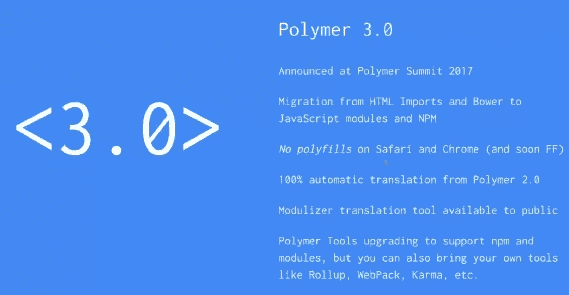 Polymer 3.0
<3.0>
Announced at Polymer Summit 2017
Migration from HTML Imports and Bower to
JavaScript modules and NPM
No polyfills on Safari and Chrome (and soon FF)
100% automatic translation from Polymer 2.0
Modulizer translation tool available to public
Polymer Tools upgrading to support npm and
modules, but you can also bring your own tools
like Rollup, WebPack, Karma, etc.